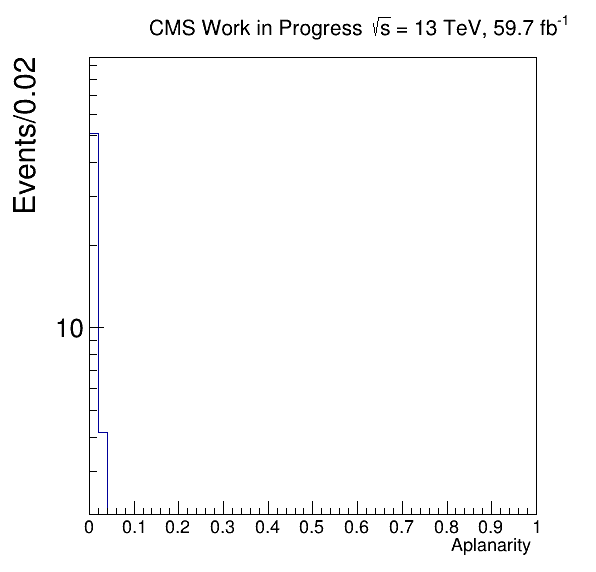 CMS Work in Progress √s = 13 TeV, 59.7 fb⁻¹
Events/0.02
10
0 0.1 0.2 0.3 0.4 0.5 0.6 0.7 0.8 0.9 1
Aplanarity